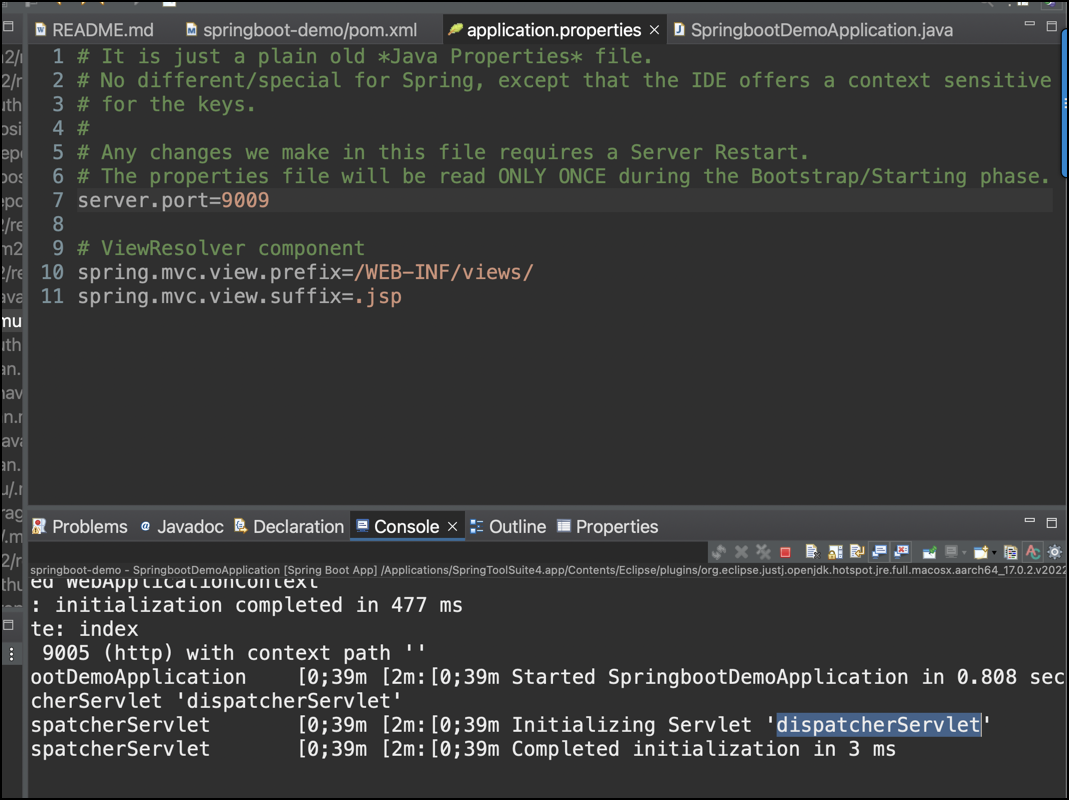 README.md
springboot-demo/pom.xml
application.properties
SpringbootDemoApplication.java
1 # It is just a plain old *Java Properties* file.
2 # No different/special for Spring, except that the IDE offers a context sensitive
3 # for the keys.
4 #
5 # Any changes we make in this file requires a Server Restart.
6 # The properties file will be read ONLY ONCE during the Bootstrap/Starting phase.
7 server.port=9009
8
9 # ViewResolver component
10 spring.mvc.view.prefix=/WEB-INF/views/
11 spring.mvc.view.suffix=.jsp
Problems @ Javadoc Declaration Console Outline Properties
springboot-demo - SpringbootDemoApplication [Spring Boot App] /Applications/SpringToolSuite4.app/Contents/Eclipse/plugins/org.eclipse.justj.openjdk.hotspot.jre.full.macosx.aarch64_17.0.2.v2022
ed WebApplicationContext
: initialization completed in 477 ms
te: index
9005 (http) with context path ''
ootDemoApplication [0;39m [2m:[0;39m Started SpringbootDemoApplication in 0.808 sec
cherServlet 'dispatcherServlet'
spatcherServlet [0;39m [2m:[0;39m Initializing Servlet 'dispatcherServlet'
spatcherServlet [0;39m [2m:[0;39m Completed initialization in 3 ms